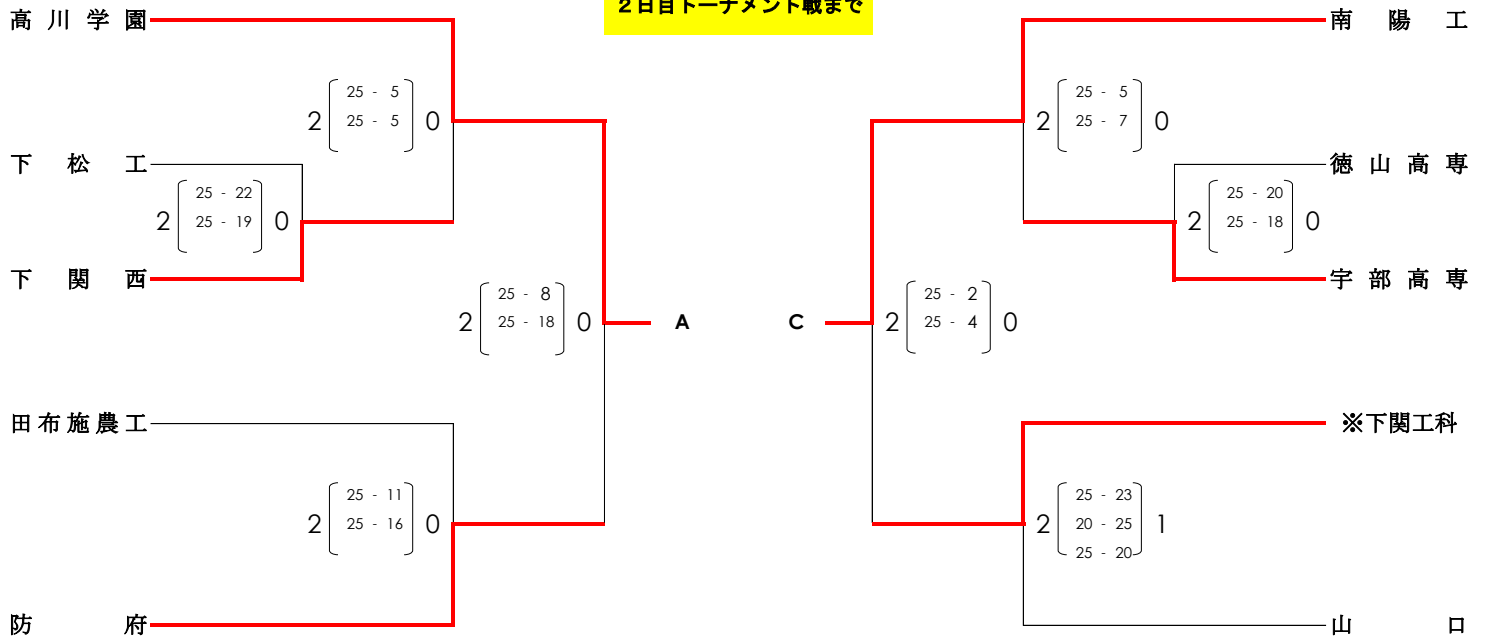 2日目トーナメント戦まで
高川学園
南陽工
25 - 5
2 25 - 5 0
25 - 5
2 25 - 7 0
下松工
徳山高専
25 - 22
2 25 - 19 0
25 - 20
2 25 - 18 0
下関西
宇部高専
25 - 8
2 25 - 18 0
A
C
25 - 2
2 25 - 4 0
田布施農工
※下関工科
25 - 11
2 25 - 16 0
25 - 23
2 20 - 25 1
25 - 20
防府
山口